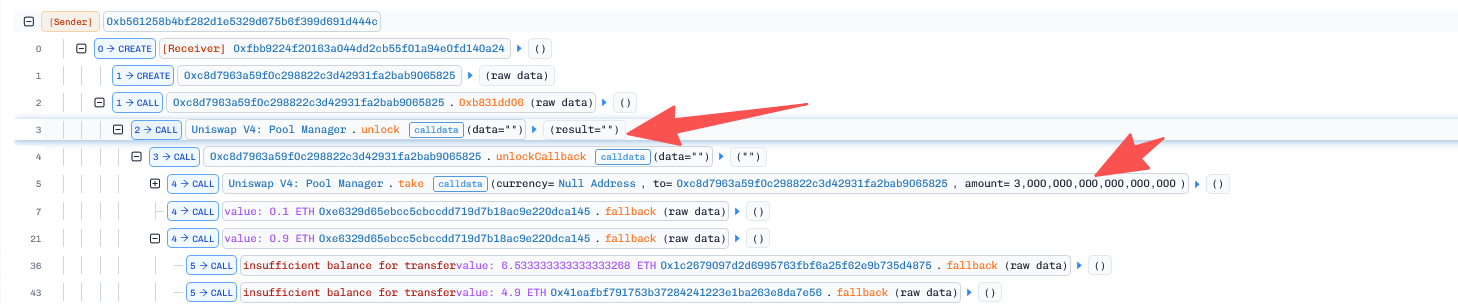 [Sender] 0xb561258b4bf282d1e5329d675b6f399d691d444c
0 0 → CREATE [Receiver] 0xfbb9224f20163a044dd2cb55f01a94e0fd140a24 ()
1 1 → CREATE 0xc8d7963a59f0c298822c3d42931fa2bab9065825 (raw data)
2 1 → CALL 0xc8d7963a59f0c298822c3d42931fa2bab9065825 . 0xb831dd06 (raw data) ()
3 2 → CALL Uniswap V4: Pool Manager . unlock calldata (data="") (result="")
4 3 → CALL 0xc8d7963a59f0c298822c3d42931fa2bab9065825 . unlockCallback calldata (data="") ("")
5 4 → CALL Uniswap V4: Pool Manager . take calldata (currency= Null Address , to= 0xc8d7963a59f0c298822c3d42931fa2bab9065825 , amount= 3,000,000,000,000,000,000 ) ()
7 4 → CALL value: 0.1 ETH 0xe6329d65ebcc5cbccdd719d7b18ac9e220dca145 . fallback (raw data) ()
21 4 → CALL value: 0.9 ETH 0xe6329d65ebcc5cbccdd719d7b18ac9e220dca145 . fallback (raw data) ()
36 5 → CALL insufficient balance for transfervalue: 6.533333333333333268 ETH 0x1c2679097d2d6995763fbf6a25f62e9b735d4875 . fallback (raw data) ()
43 5 → CALL insufficient balance for transfervalue: 4.9 ETH 0x41eafbf791753b37284241223e1ba263e8da7e56 . fallback (raw data) ()